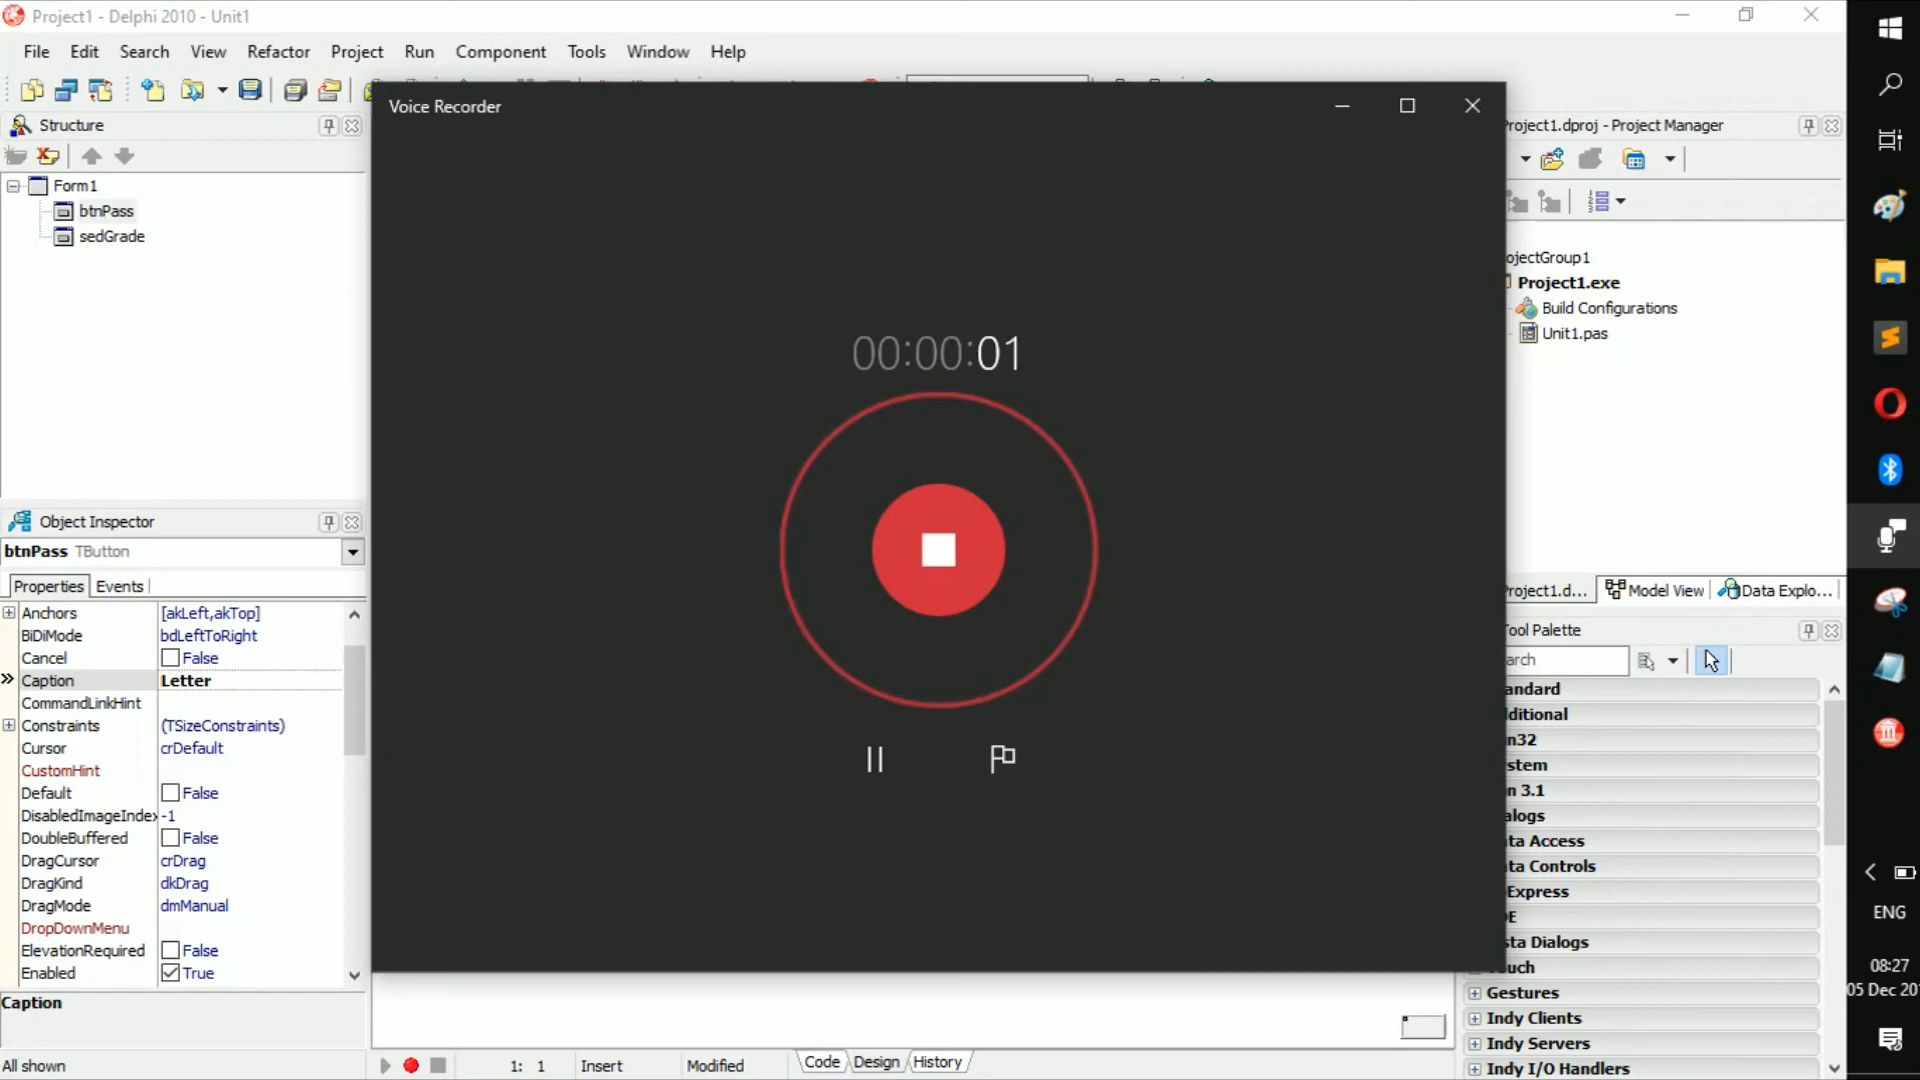 Project1 - Delphi 2010 - Unit1
File Edit Search View Refactor Project Run Component Tools Window Help
Structure
Form1
btnPass
sedGrade
Object Inspector
btnPass TButton
Properties Events
Anchors [akLeft,akTop]
BiDiMode bdLeftToRight
Cancel False
Caption Letter
CommandLinkHint
Constraints (TSizeConstraints)
Cursor crDefault
CustomHint
Default False
DisabledImageIndex -1
DoubleBuffered False
DragCursor crDrag
DragKind dkDrag
DragMode dmManual
DropDownMenu
ElevationRequired False
Enabled True
Caption
All shown
Voice Recorder
00:00:01
1: 1 Insert Modified Code Design History
Project1.dproj - Project Manager
ojectGroup1
Project1.exe
Build Configurations
Unit1.pas
roject1.d... Model View Data Explo...
Tool Palette
arch
andard
ditional
n32
stem
n 3.1
alogs
ta Access
ta Controls
Express
DE
sta Dialogs
ouch
Gestures
Indy Clients
Indy Servers
Indy I/O Handlers
ENG
08:27
05 Dec 20